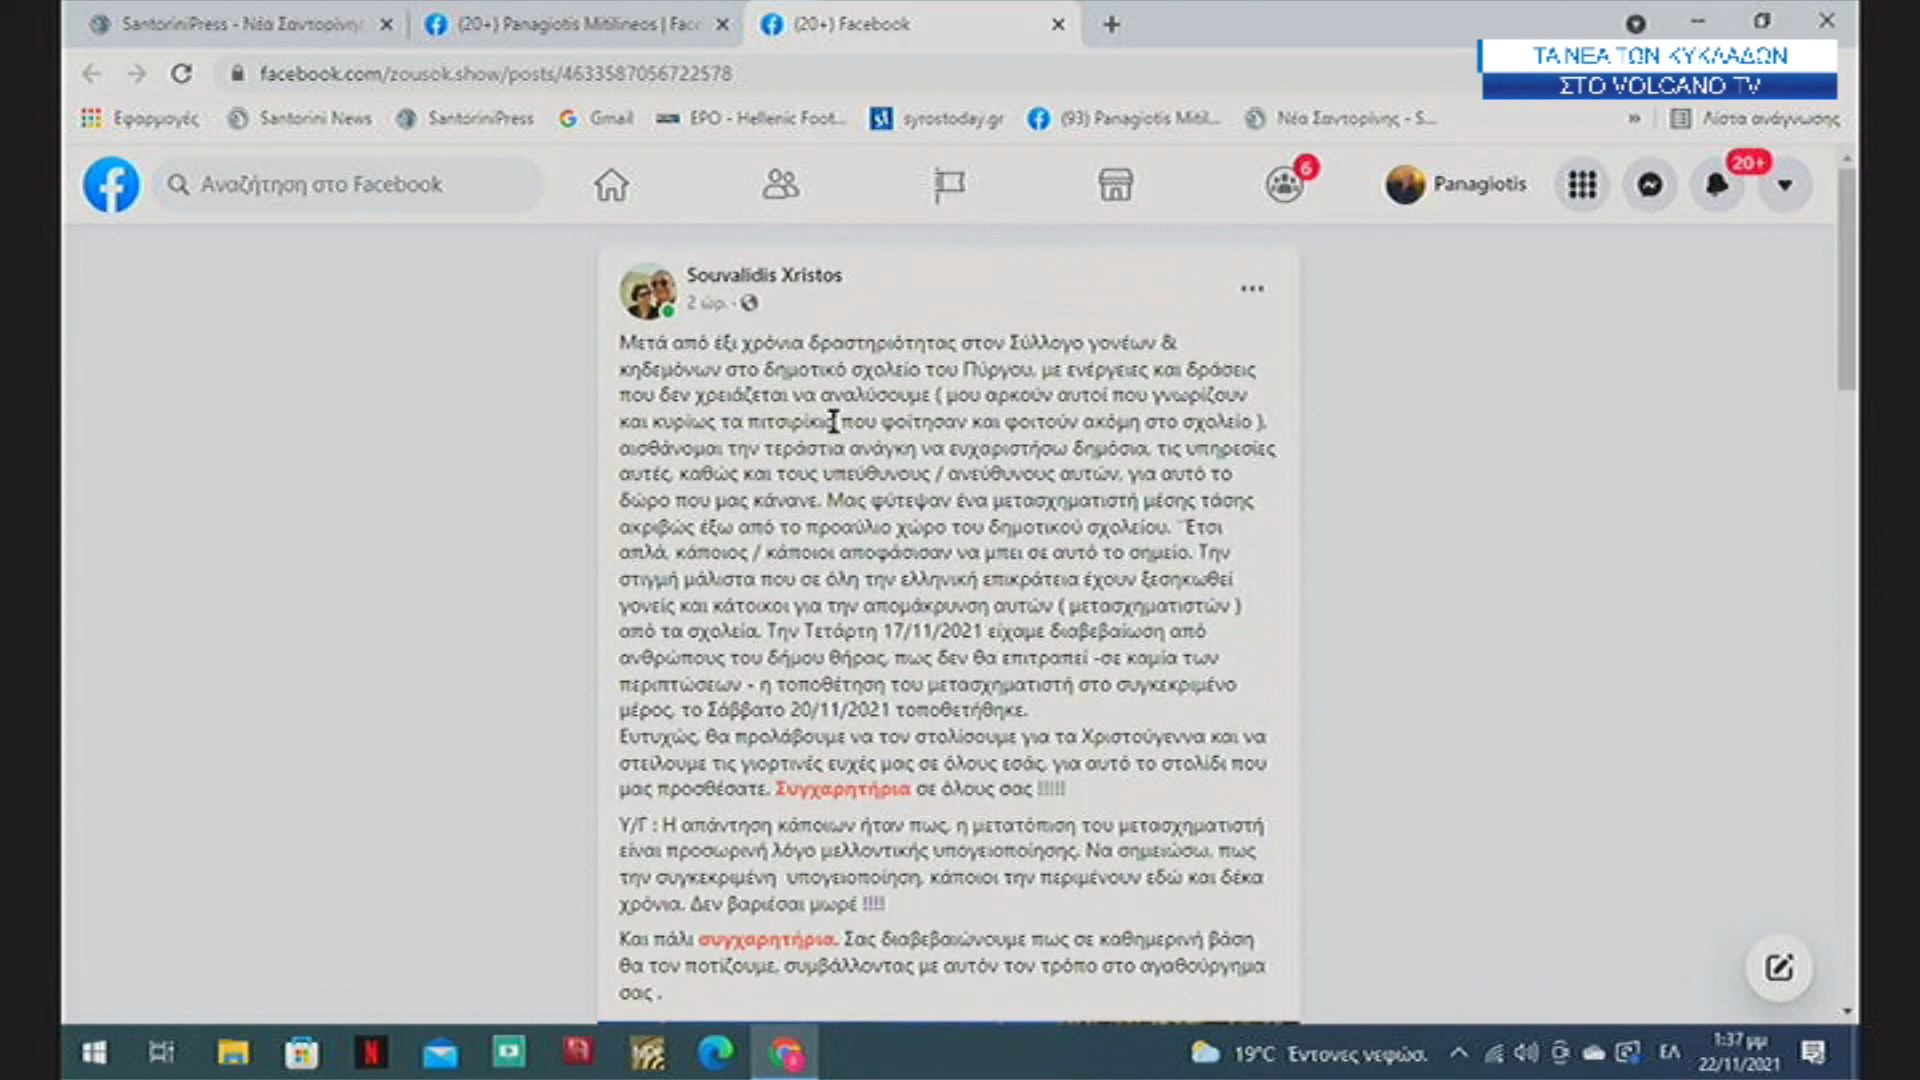 SantoriniPress - Νέα Σαντορίνης
(20+) Panagiotis Mitilineos | Face
(20+) Facebook
ΤΑ ΝΕΑ ΤΩΝ ΚΥΚΛΑΔΩΝ
ΣΤΟ VOLCANO TV
facebook.com/zousok.show/posts/4633587056722578
Εφαρμογές
Santorini News
SantoriniPress
Gmail
EPO - Hellenic Foot...
syrostoday.gr
(93) Panagiotis Mitil...
Νέα Σαντορίνης - S...
»
Λίστα ανάγνωσης
Αναζήτηση στο Facebook
6
Panagiotis
20+
Souvalidis Xristos
2 ώρ. ·
Μετά από έξι χρόνια δραστηριότητας στον Σύλλογο γονέων &
κηδεμόνων στο δημοτικό σχολείο του Πύργου, με ενέργειες και δράσεις
που δεν χρειάζεται να αναλύσουμε ( μου αρκούν αυτοί που γνωρίζουν
και κυρίως τα πιτσιρίκια που φοίτησαν και φοιτούν ακόμη στο σχολείο ),
αισθάνομαι την τεράστια ανάγκη να ευχαριστήσω δημόσια, τις υπηρεσίες
αυτές, καθώς και τους υπεύθυνους / ανεύθυνους αυτών, για αυτό το
δώρο που μας κάνανε. Μας φύτεψαν ένα μετασχηματιστή μέσης τάσης
ακριβώς έξω από το προαύλιο χώρο του δημοτικού σχολείου. ¨Ετσι
απλά, κάποιος / κάποιοι αποφάσισαν να μπει σε αυτό το σημείο. Την
στιγμή μάλιστα που σε όλη την ελληνική επικράτεια έχουν ξεσηκωθεί
γονείς και κάτοικοι για την απομάκρυνση αυτών ( μετασχηματιστών )
από τα σχολεία. Την Τετάρτη 17/11/2021 είχαμε διαβεβαίωση από
ανθρώπους του δήμου θήρας, πως δεν θα επιτραπεί -σε καμία των
περιπτώσεων - η τοποθέτηση του μετασχηματιστή στο συγκεκριμένο
μέρος, το Σάββατο 20/11/2021 τοποθετήθηκε.
Ευτυχώς, θα προλάβουμε να τον στολίσουμε για τα Χριστούγεννα και να
στείλουμε τις γιορτινές ευχές μας σε όλους εσάς, για αυτό το στολίδι που
μας προσθέσατε. Συγχαρητήρια σε όλους σας !!!!!
Υ/Γ : Η απάντηση κάποιων ήταν πως, η μετατόπιση του μετασχηματιστή
είναι προσωρινή λόγο μελλοντικής υπογειοποίησης. Να σημειώσω, πως
την συγκεκριμένη υπογειοποίηση, κάποιοι την περιμένουν εδώ και δέκα
χρόνια. Δεν βαριέσαι μωρέ !!!!
Και πάλι συγχαρητήρια. Σας διαβεβαιώνουμε πως σε καθημερινή βάση
θα τον ποτίζουμε, συμβάλλοντας με αυτόν τον τρόπο στο αγαθούργημα
σας .
19°C Έντονες νεφώσ.
ΕΛ
1:37 μμ
22/11/2021